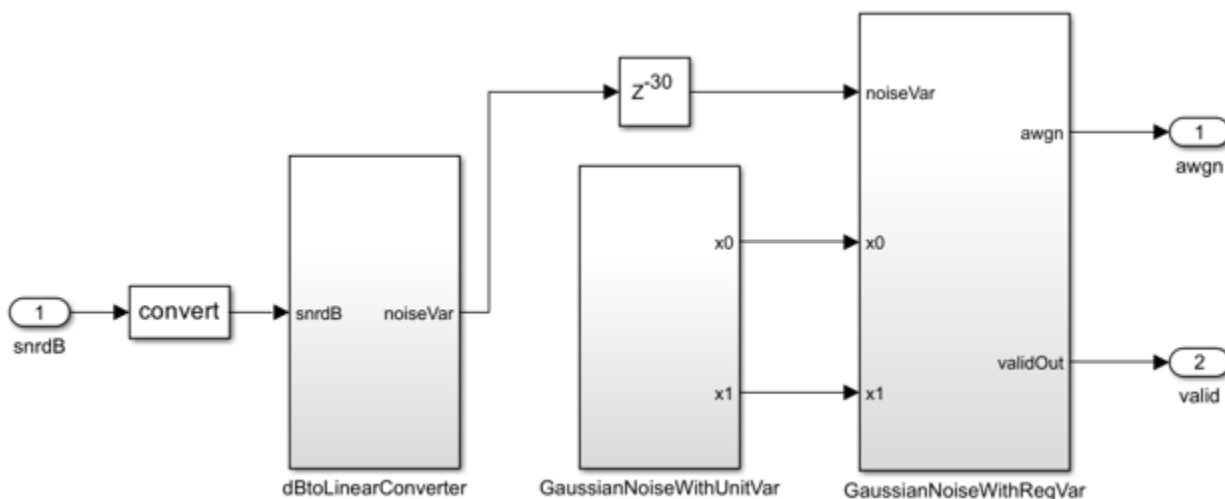 Z-30
noiseVar
awgn
1
awgn
x0
x0
1
snrdB
convert
snrdB
noiseVar
validOut
2
valid
x1
x1
dBtoLinearConverter
GaussianNoiseWithUnitVar
GaussianNoiseWithReqVar